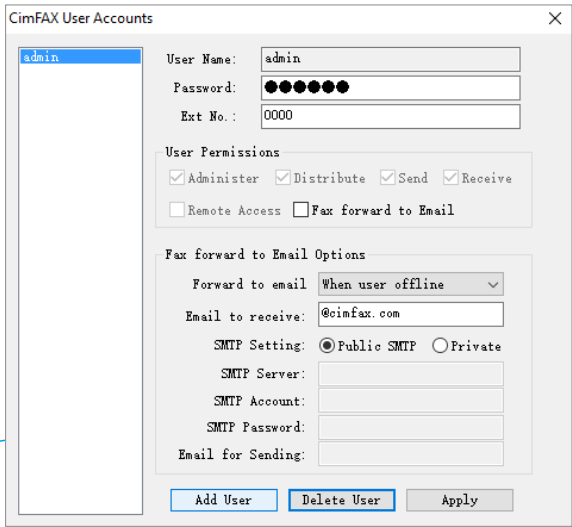 CimFAX User Accounts
admin
User Name: admin
Password: ●●●●●●
Ext No.: 0000
User Permissions
Administer Distribute Send Receive
Remote Access Fax forward to Email
Fax forward to Email Options
Forward to email When user offline
Email to receive: @cimfax.com
SMTP Setting: Public SMTP Private
SMTP Server:
SMTP Account:
SMTP Password:
Email for Sending:
Add User Delete User Apply